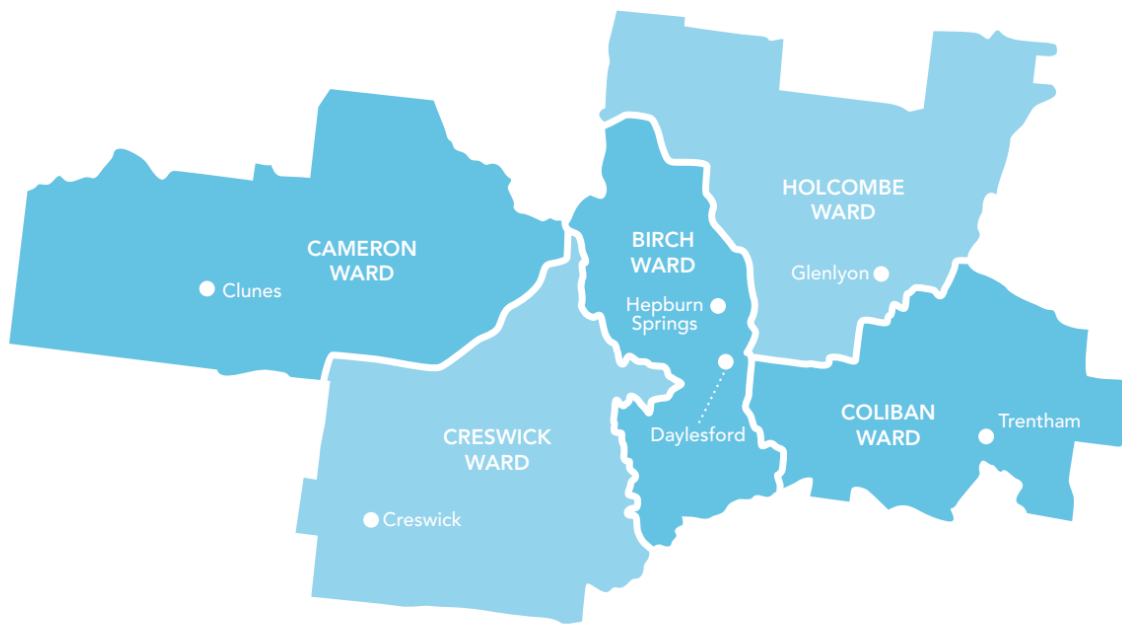 HOLCOMBE
WARD
Glenlyon
BIRCH
WARD
Hepburn
Springs
Daylesford
CAMERON
WARD
Clunes
COLIBAN
WARD
Trentham
CRESWICK
WARD
Creswick